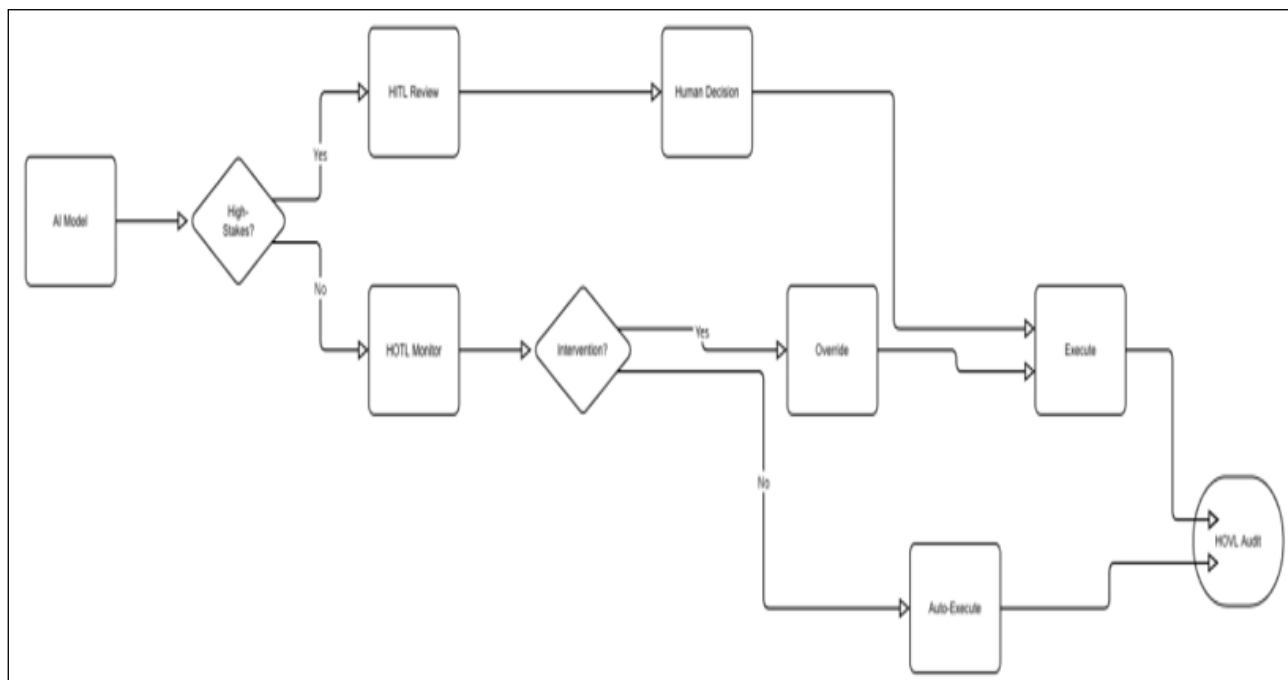 HITL Review
Human Decision
Yes
AI Model
High-
Stakes?
No
HOTL Monitor
Intervention?
Yes
Override
Execute
No
HOVL Audit
Auto-Execute